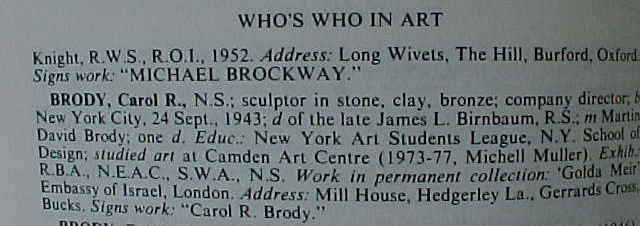 WHO'S WHO IN ART
Knight, R.W.S., R.O.I., 1952. Address: Long Wivets, The Hill, Burford, Oxford.
Signs work: “MICHAEL BROCKWAY.”
BRODY, Carol R., N.S.; sculptor in stone, clay, bronze; company director; b
New York City, 24 Sept., 1943; d of the late James L. Birnbaum, R.S.; m Martin
David Brody; one d. Educ.: New York Art Students League, N.Y. School of
Design; studied art at Camden Art Centre (1973-77, Michell Muller). Exhib.:
R.B.A., N.E.A.C., S.W.A., N.S. Work in permanent collection: 'Golda Meir'
Embassy of Israel, London. Address: Mill House, Hedgerley La., Gerrards Cross,
Bucks. Signs work: “Carol R. Brody.”